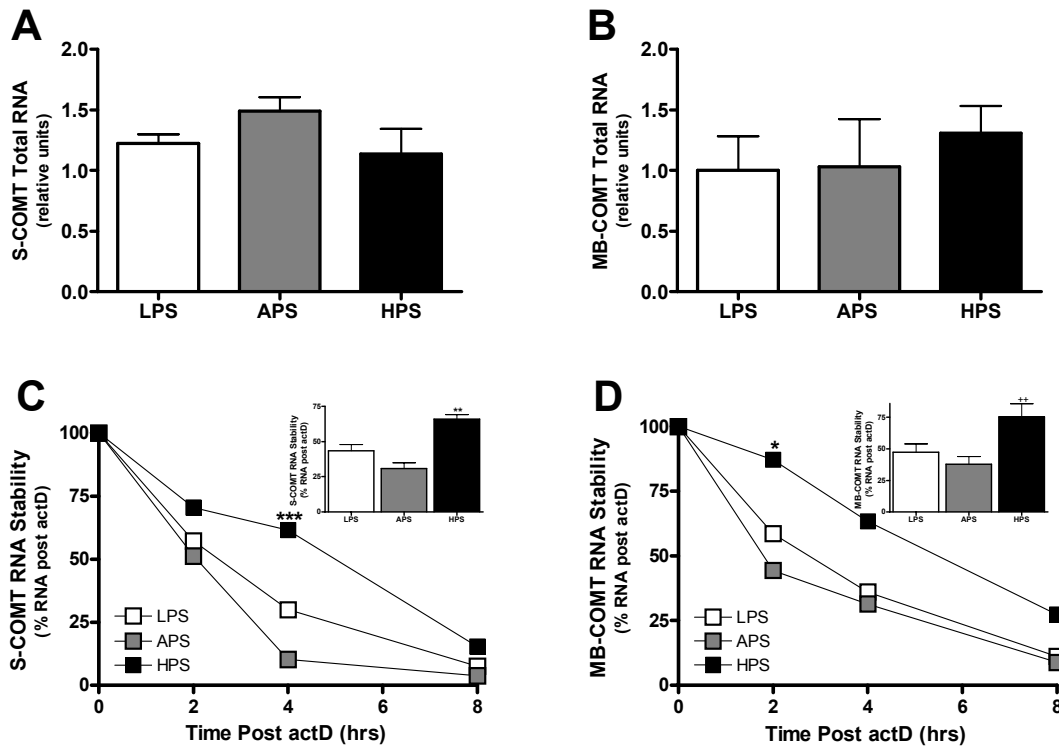 A
S-COMT Total RNA
(relative units)
2.0
1.5
1.0
0.5
0.0
LPS APS HPS
B
MB-COMT Total RNA
(relative units)
2.0
1.5
1.0
0.5
0.0
LPS APS HPS
C
S-COMT RNA Stability
(% RNA post actD)
100
75
50
25
0
***
LPS
APS
HPS
0 2 4 6 8
Time Post actD (hrs)
S-COMT RNA Stability
(% RNA post actD)
75
50
25
0
**
LPS APS HPS
D
MB-COMT RNA Stability
(% RNA post actD)
100
75
50
25
0
*
LPS
APS
HPS
0 2 4 6 8
Time Post actD (hrs)
MB-COMT RNA Stability
(% RNA post actD)
75
50
25
0
++
LPS APS HPS